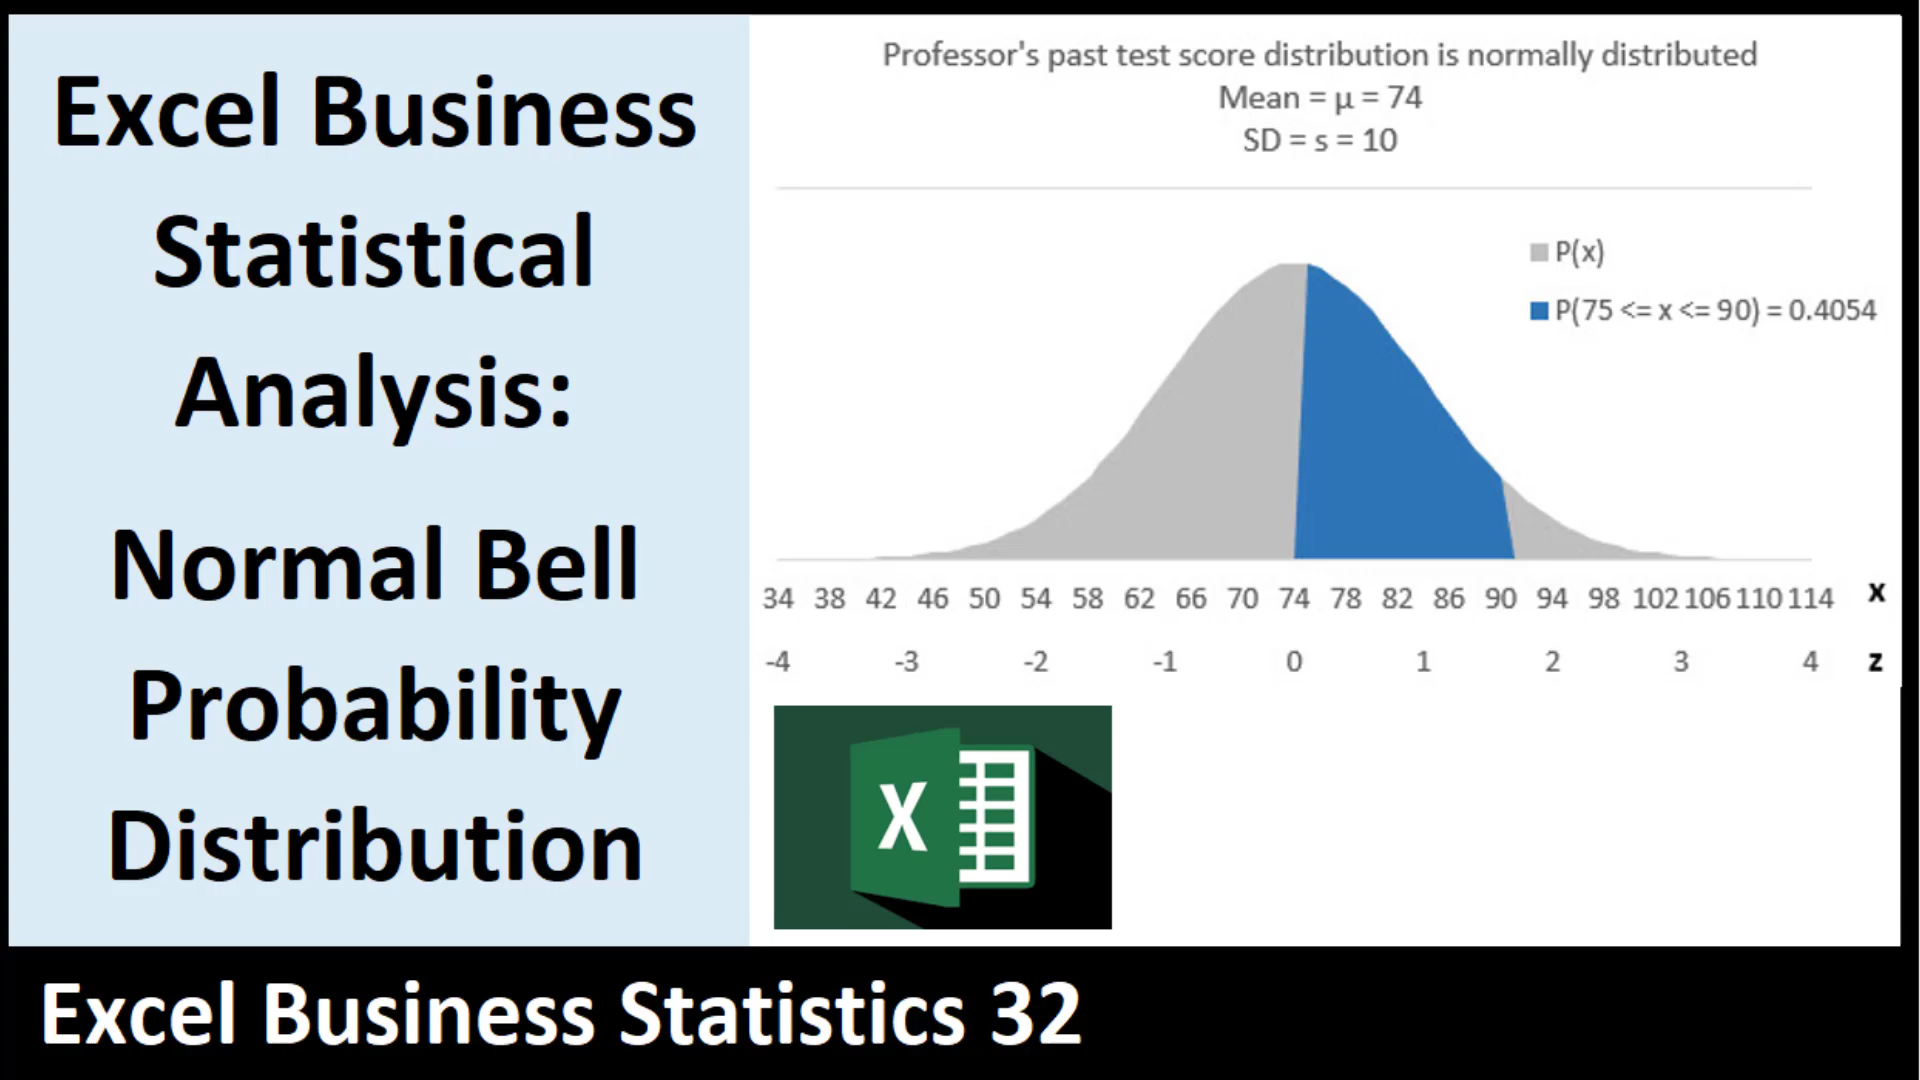 Excel Business
Statistical
Analysis:
Normal Bell
Probability
Distribution
Professor's past test score distribution is normally distributed
Mean = μ = 74
SD = s = 10
P(x)
P(75 <= x <= 90) = 0.4054
34 38 42 46 50 54 58 62 66 70 74 78 82 86 90 94 98 102 106 110 114 x
-4 -3 -2 -1 0 1 2 3 4 z
X
Excel Business Statistics 32